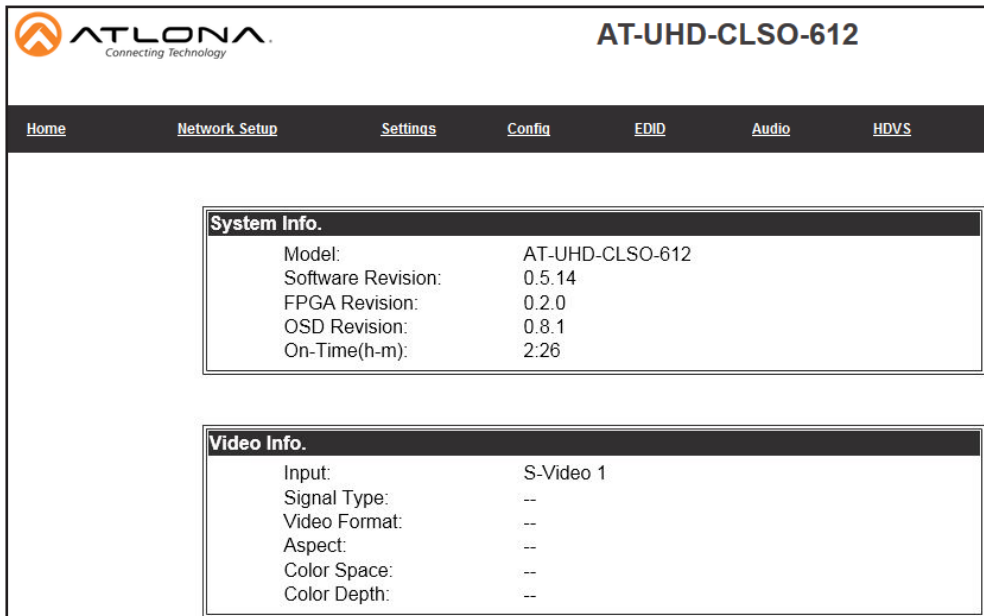 ATLONA.
Connecting Technology
AT-UHD-CLSO-612
Home Network Setup Settings Config EDID Audio HDVS
System Info.
Model: AT-UHD-CLSO-612
Software Revision: 0.5.14
FPGA Revision: 0.2.0
OSD Revision: 0.8.1
On-Time(h-m): 2:26
Video Info.
Input: S-Video 1
Signal Type: --
Video Format: --
Aspect: --
Color Space: --
Color Depth: --